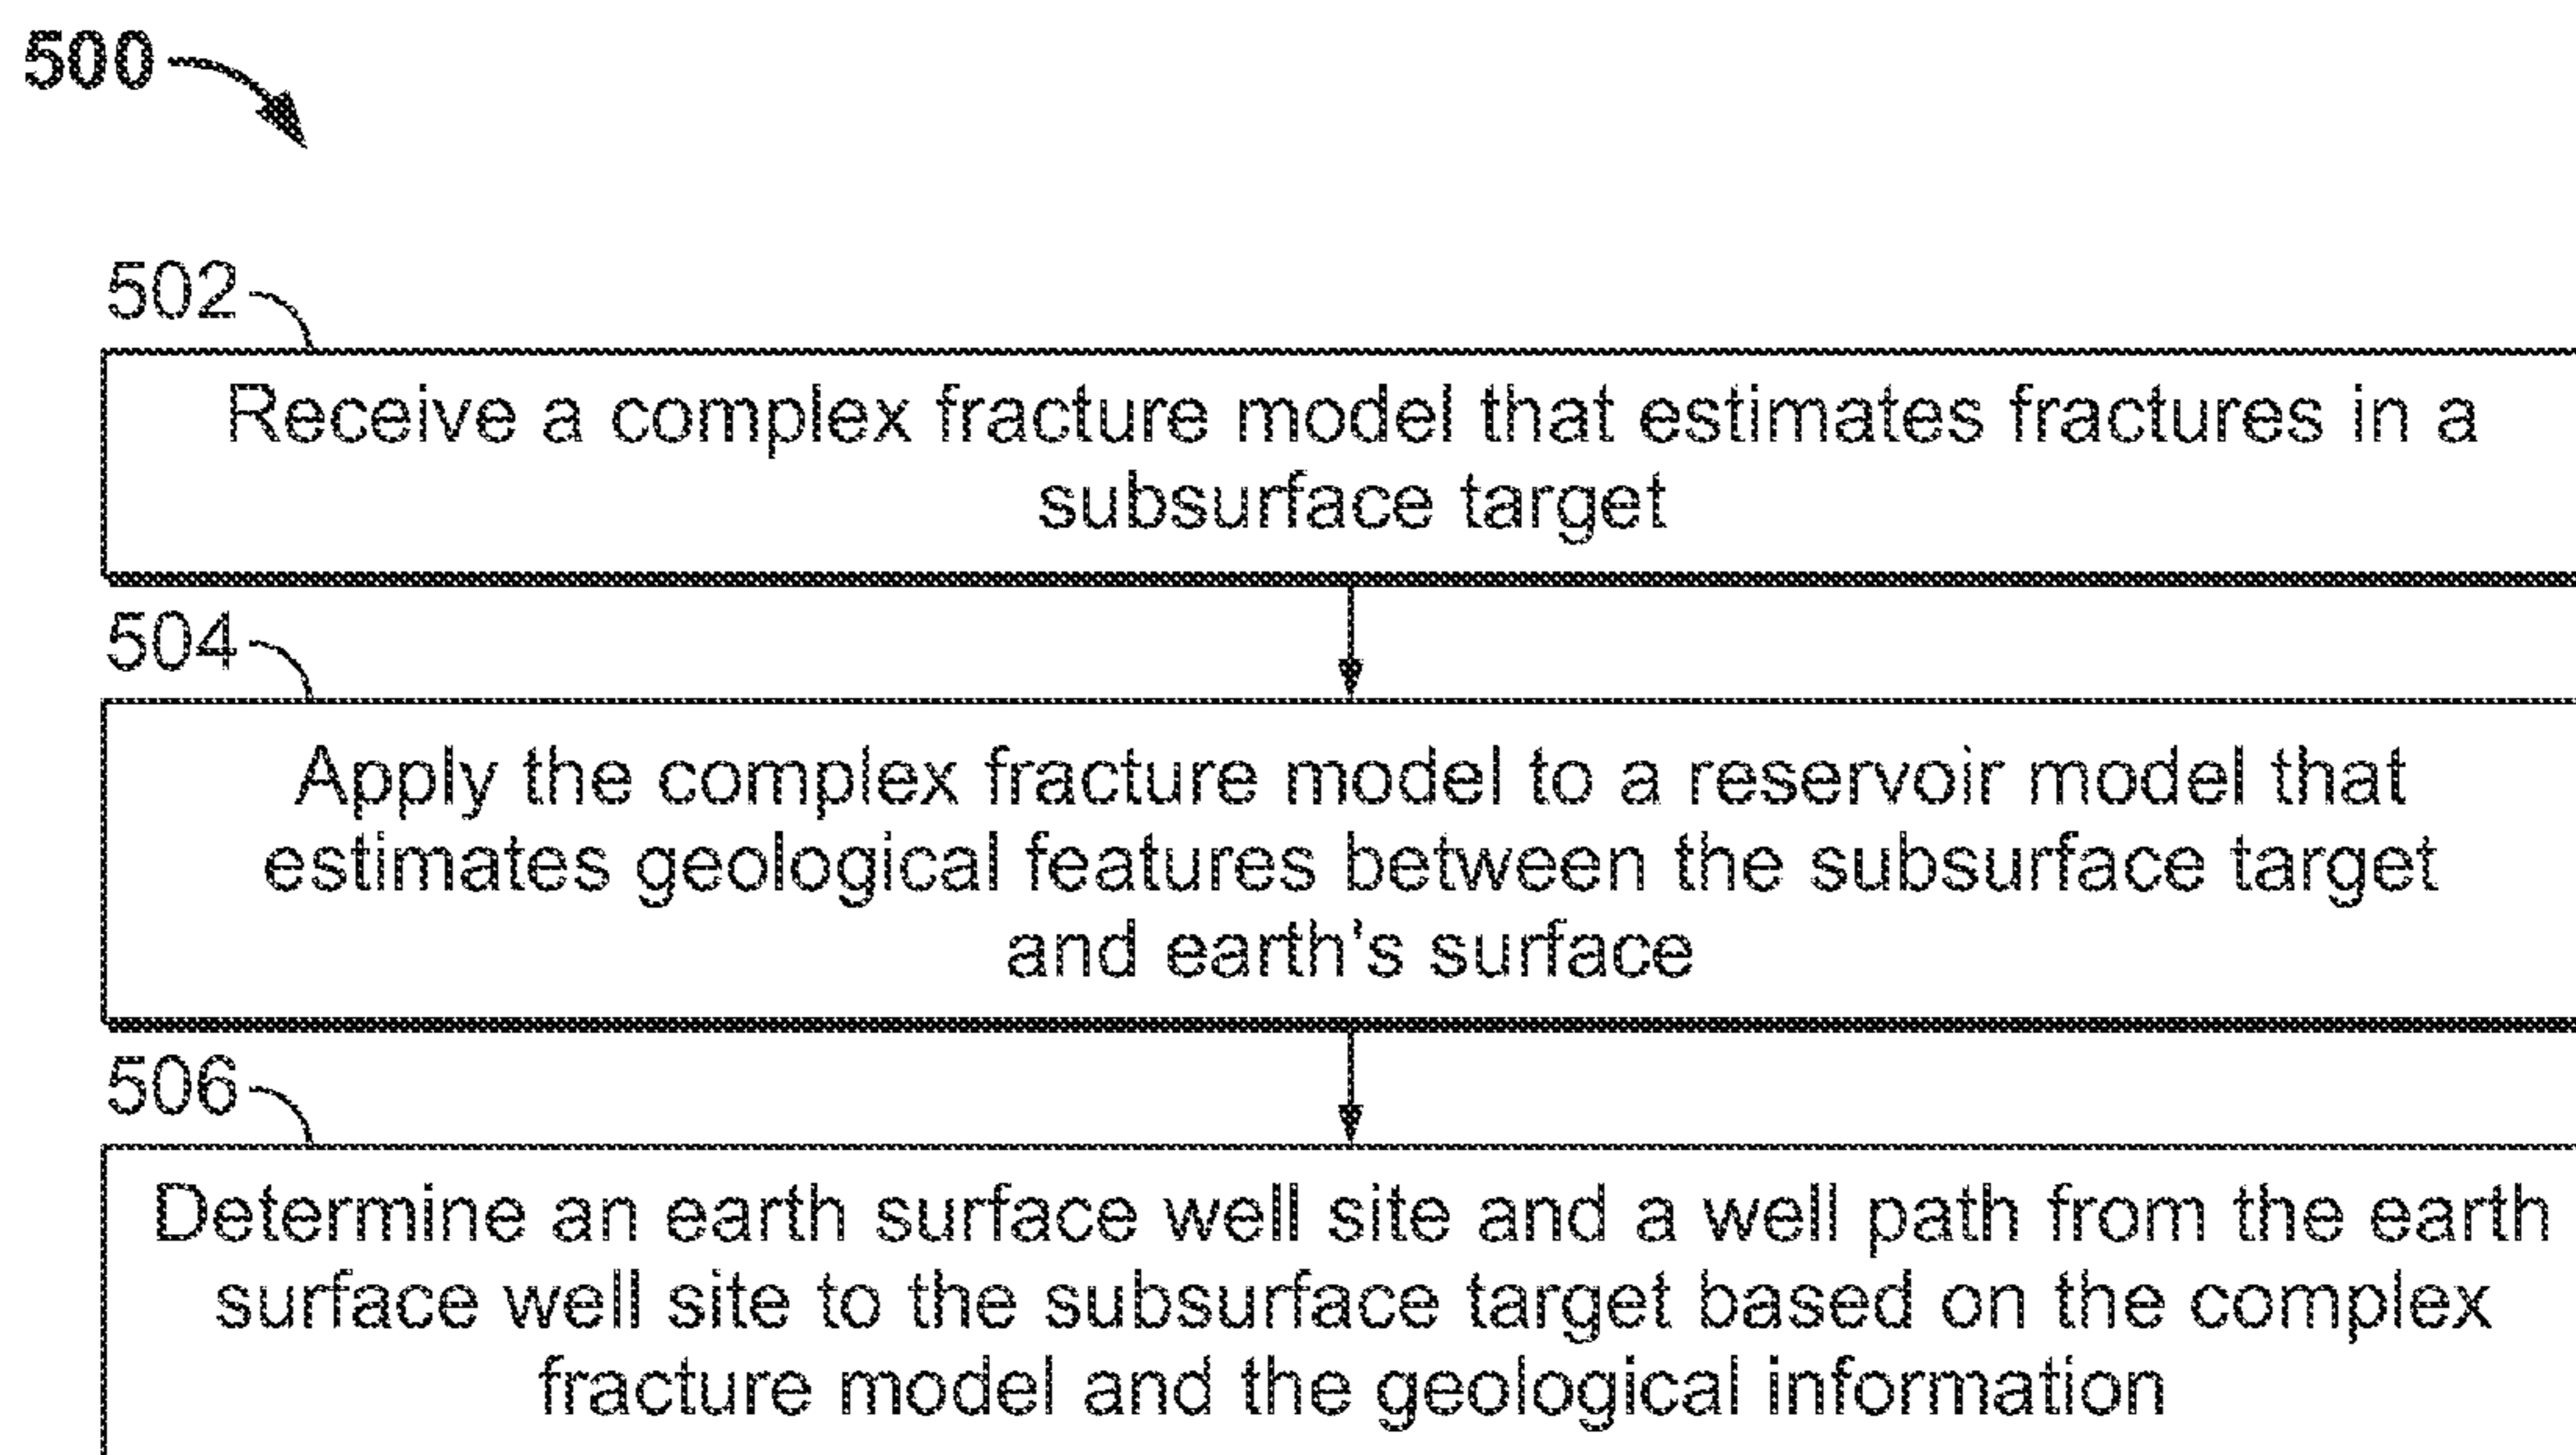 500
502
Receive a complex fracture model that estimates fractures in a
subsurface target
504
Apply the complex fracture model to a reservoir model that
estimates geological features between the subsurface target
and earth's surface
506
Determine an earth surface well site and a well path from the earth
surface well site to the subsurface target based on the complex
fracture model and the geological information